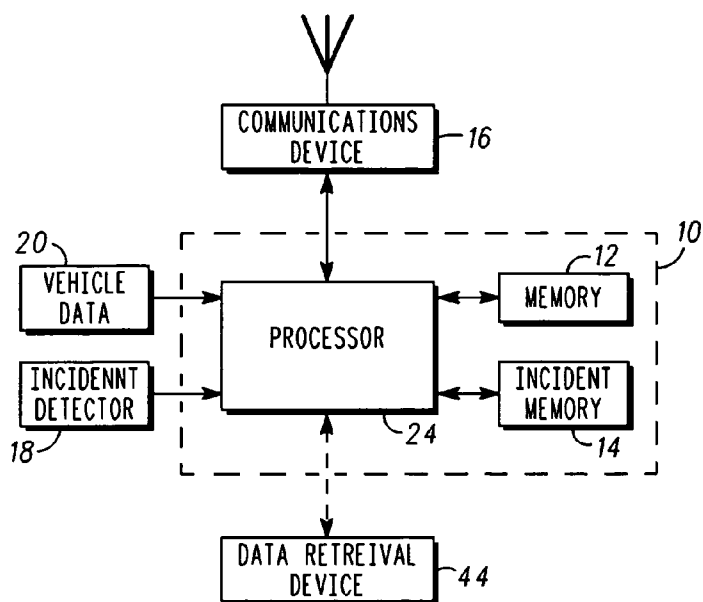 COMMUNICATIONS
DEVICE
16
10
20
VEHICLE
DATA
12
MEMORY
PROCESSOR
INCIDENNT
DETECTOR
18
INCIDENT
MEMORY
14
24
DATA RETREIVAL
DEVICE
44